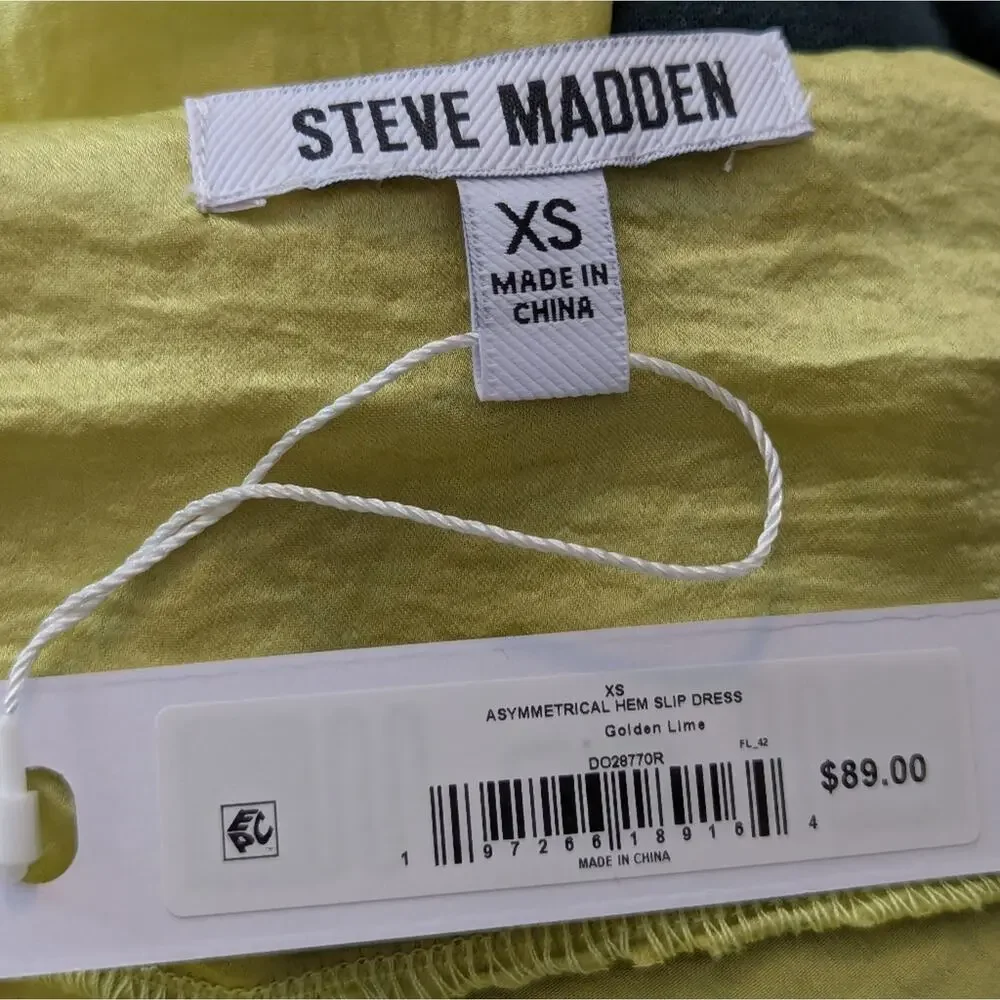 STEVE MADDEN
XS
MADE IN
CHINA
XS
ASYMMETRICAL HEM SLIP DRESS
Golden Lime
DO28770R
FL_42
$89.00
EPC
1 97266 18916 4
MADE IN CHINA